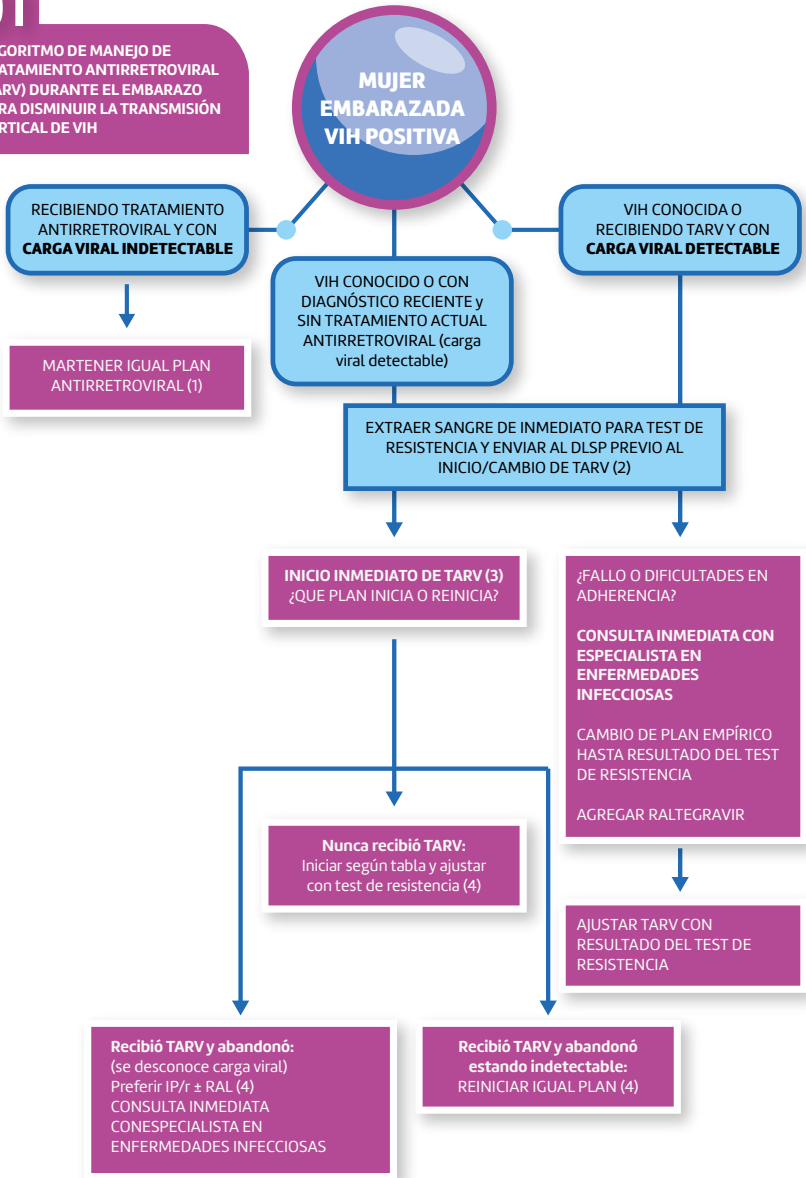 MANEJO DE
TRATAMIENTO ANTIRRETROVIRAL
DURANTE EL EMBARAZO
DISMINUIR LA TRANSMISIÓN
DE VIH
MUJER
EMBARAZADA
VIH POSITIVA
RECIBIENDO TRATAMIENTO
ANTIRRETROVIRAL Y CON
CARGA VIRAL INDETECTABLE
VIH CONOCIDA O
RECIBIENDO TARV Y CON
CARGA VIRAL DETECTABLE
VIH CONOCIDO O CON
DIAGNÓSTICO RECIENTE y
SIN TRATAMIENTO ACTUAL
ANTIRRETROVIRAL (carga
viral detectable)
MARTENER IGUAL PLAN
ANTIRRETROVIRAL (1)
EXTRAER SANGRE DE INMEDIATO PARA TEST DE
RESISTENCIA Y ENVIAR AL DLSP PREVIO AL
INICIO/CAMBIO DE TARV (2)
INICIO INMEDIATO DE TARV (3)
¿QUE PLAN INICIA O REINICIA?
¿FALLO O DIFICULTADES EN
ADHERENCIA?
CONSULTA INMEDIATA CON
ESPECIALISTA EN
ENFERMEDADES
INFECCIOSAS
CAMBIO DE PLAN EMPÍRICO
HASTA RESULTADO DEL TEST
DE RESISTENCIA
AGREGAR RALTEGRAVIR
Nunca recibió TARV:
Iniciar según tabla y ajustar
con test de resistencia (4)
AJUSTAR TARV CON
RESULTADO DEL TEST DE
RESISTENCIA
Recibió TARV y abandonó:
(se desconoce carga viral)
Preferir IP/r ± RAL (4)
CONSULTA INMEDIATA
CONESPECIALISTA EN
ENFERMEDADES INFECCIOSAS
Recibió TARV y abandonó
estando indetectable:
REINICIAR IGUAL PLAN (4)